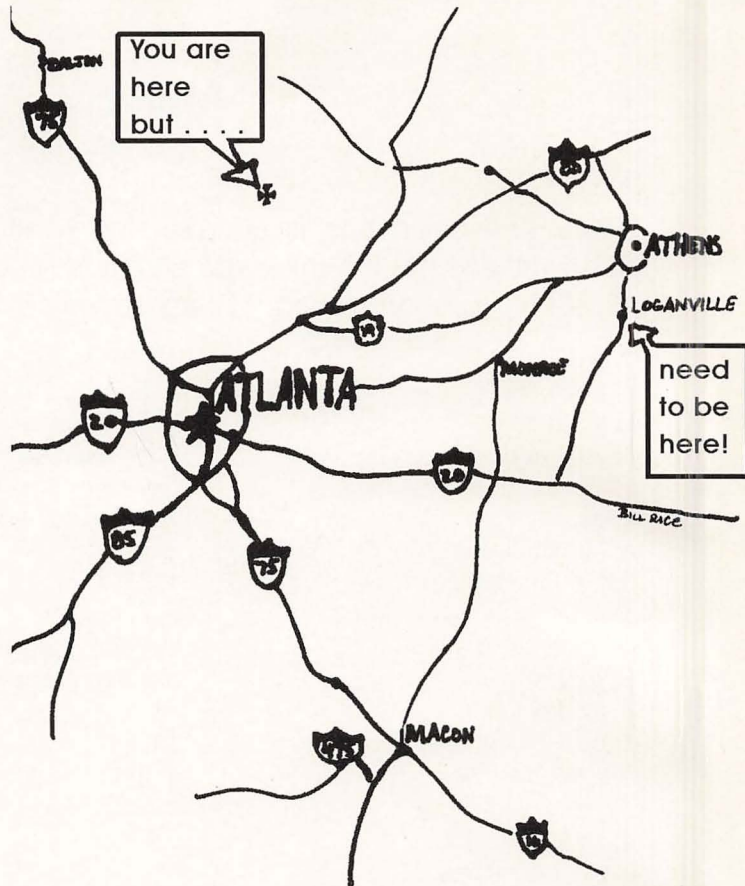 DALTON
You are
here
but . . . .
75
85
ATHENS
LOGANVILLE
need
to be
here!
ATLANTA
MONROE
20
20
BILL RICE
85
75
MACON
475
16